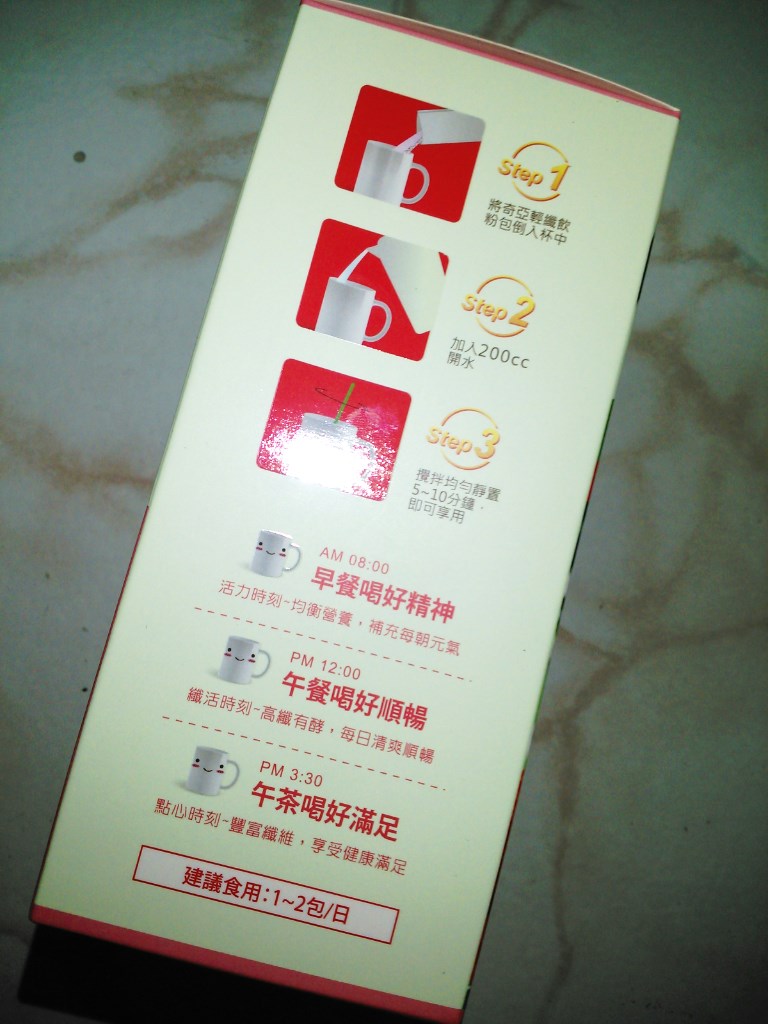 Step 1
將奇亞輕纖飲
粉包倒入杯中
Step 2
加入200cc
開水
Step 3
攪拌均勻靜置
5~10分鐘
即可享用
AM 08:00
早餐喝好精神
活力時刻-均衡營養，補充每朝元氣
PM 12:00
午餐喝好順暢
纖活時刻-高纖有酵，每日清爽順暢
PM 3:30
午茶喝好滿足
點心時刻-豐富纖維，享受健康滿足
建議食用：1~2包/日